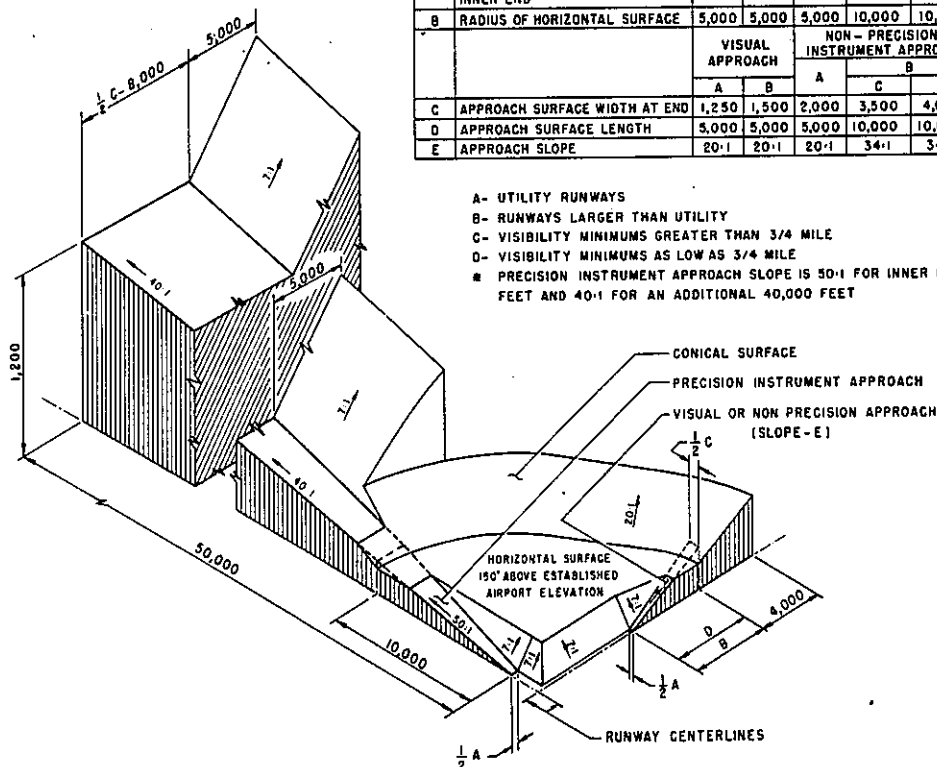 INNER END
B RADIUS OF HORIZONTAL SURFACE 5,000 5,000 5,000 10,000 10,
VISUAL APPROACH
NON-PRECISION INSTRUMENT APPRO
A B
A B C
C APPROACH SURFACE WIDTH AT END 1,250 1,500 2,000 3,500 4,0
D APPROACH SURFACE LENGTH 5,000 5,000 5,000 10,000 10,
E APPROACH SLOPE 20:1 20:1 20:1 34:1 3
A- UTILITY RUNWAYS
B- RUNWAYS LARGER THAN UTILITY
C- VISIBILITY MINIMUMS GREATER THAN 3/4 MILE
D- VISIBILITY MINIMUMS AS LOW AS 3/4 MILE
* PRECISION INSTRUMENT APPROACH SLOPE IS 50:1 FOR INNER
FEET AND 40:1 FOR AN ADDITIONAL 40,000 FEET
5,000
1/2 C-8,000
7:1
40:1
5,000
1,200
7:1
40:1
CONICAL SURFACE
PRECISION INSTRUMENT APPROACH
VISUAL OR NON PRECISION APPROACH
(SLOPE-E)
1/2 C
20:1
HORIZONTAL SURFACE
150' ABOVE ESTABLISHED
AIRPORT ELEVATION
50,000
50:1
7:1
7:1
7:1
7:1
10,000
4,000
D
B
1/2 A
1/2 A
RUNWAY CENTERLINES